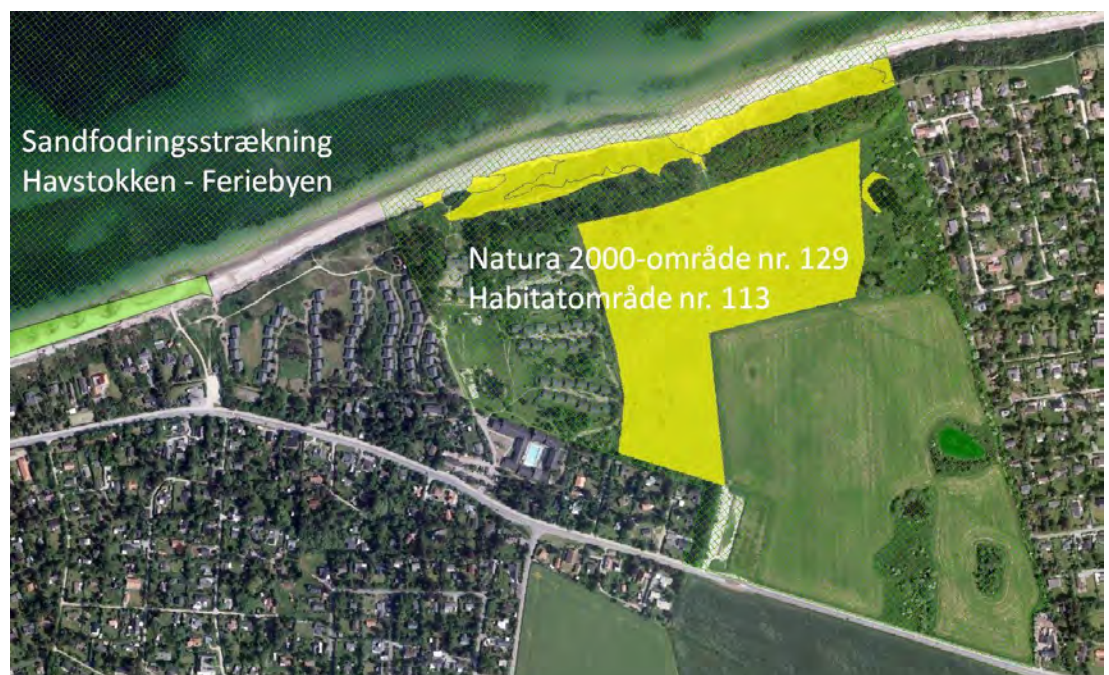 Sandfodringsstrækning
Havstokken - Feriebyen
Natura 2000-område nr. 129
Habitatområde nr. 113